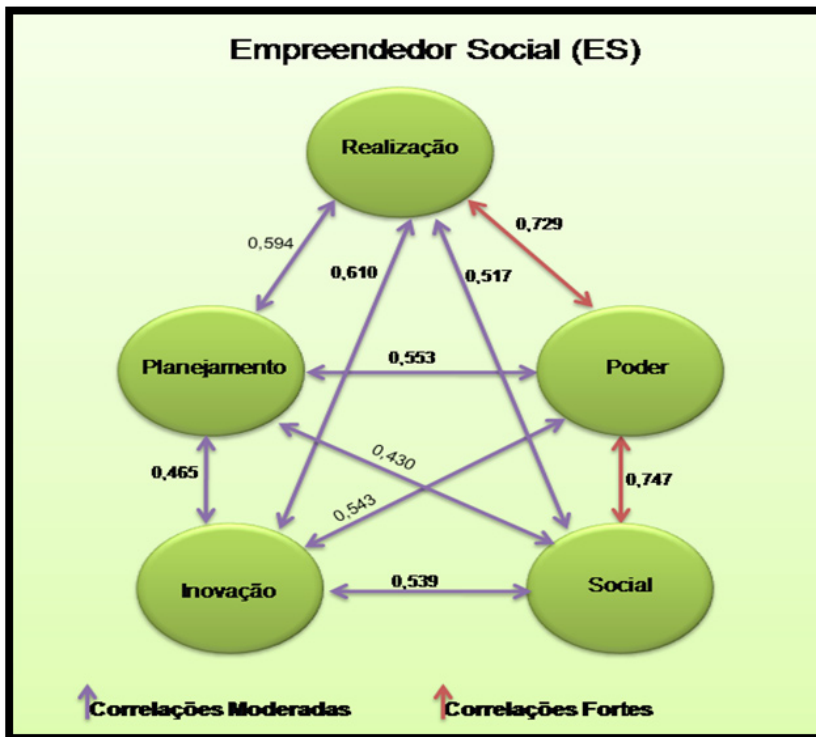 Empreendedor Social (ES)
Realização
0,729
0,594
0,610
0,517
Planejamento
0,553
Poder
0,465
0,430
0,747
0,543
Inovação
0,539
Social
Correlações Moderadas
Correlações Fortes